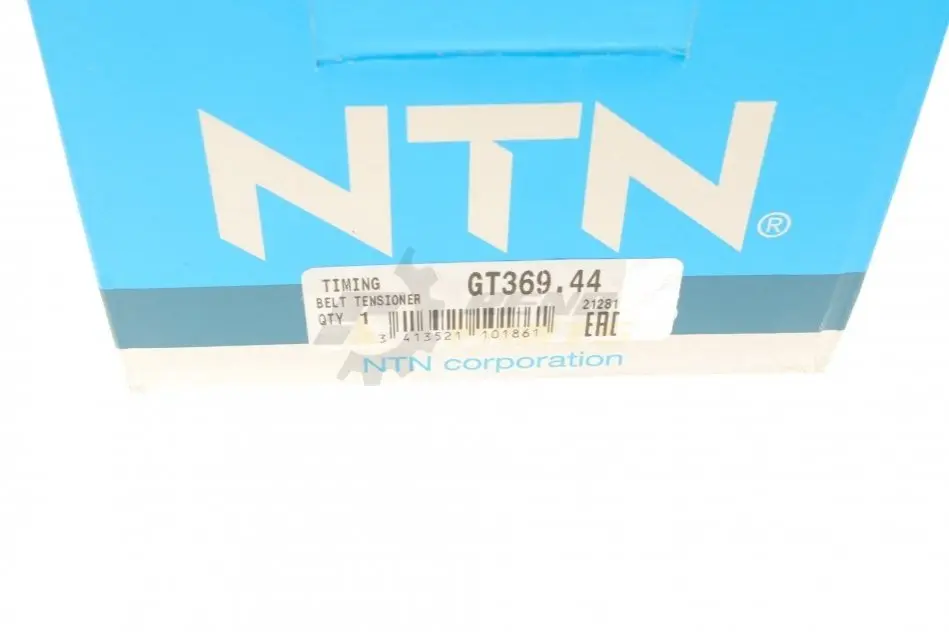 NTN®
TIMING GT369.44
BELT TENSIONER 21281
QTY 1 EAC
3 413521 101861
NTN corporation